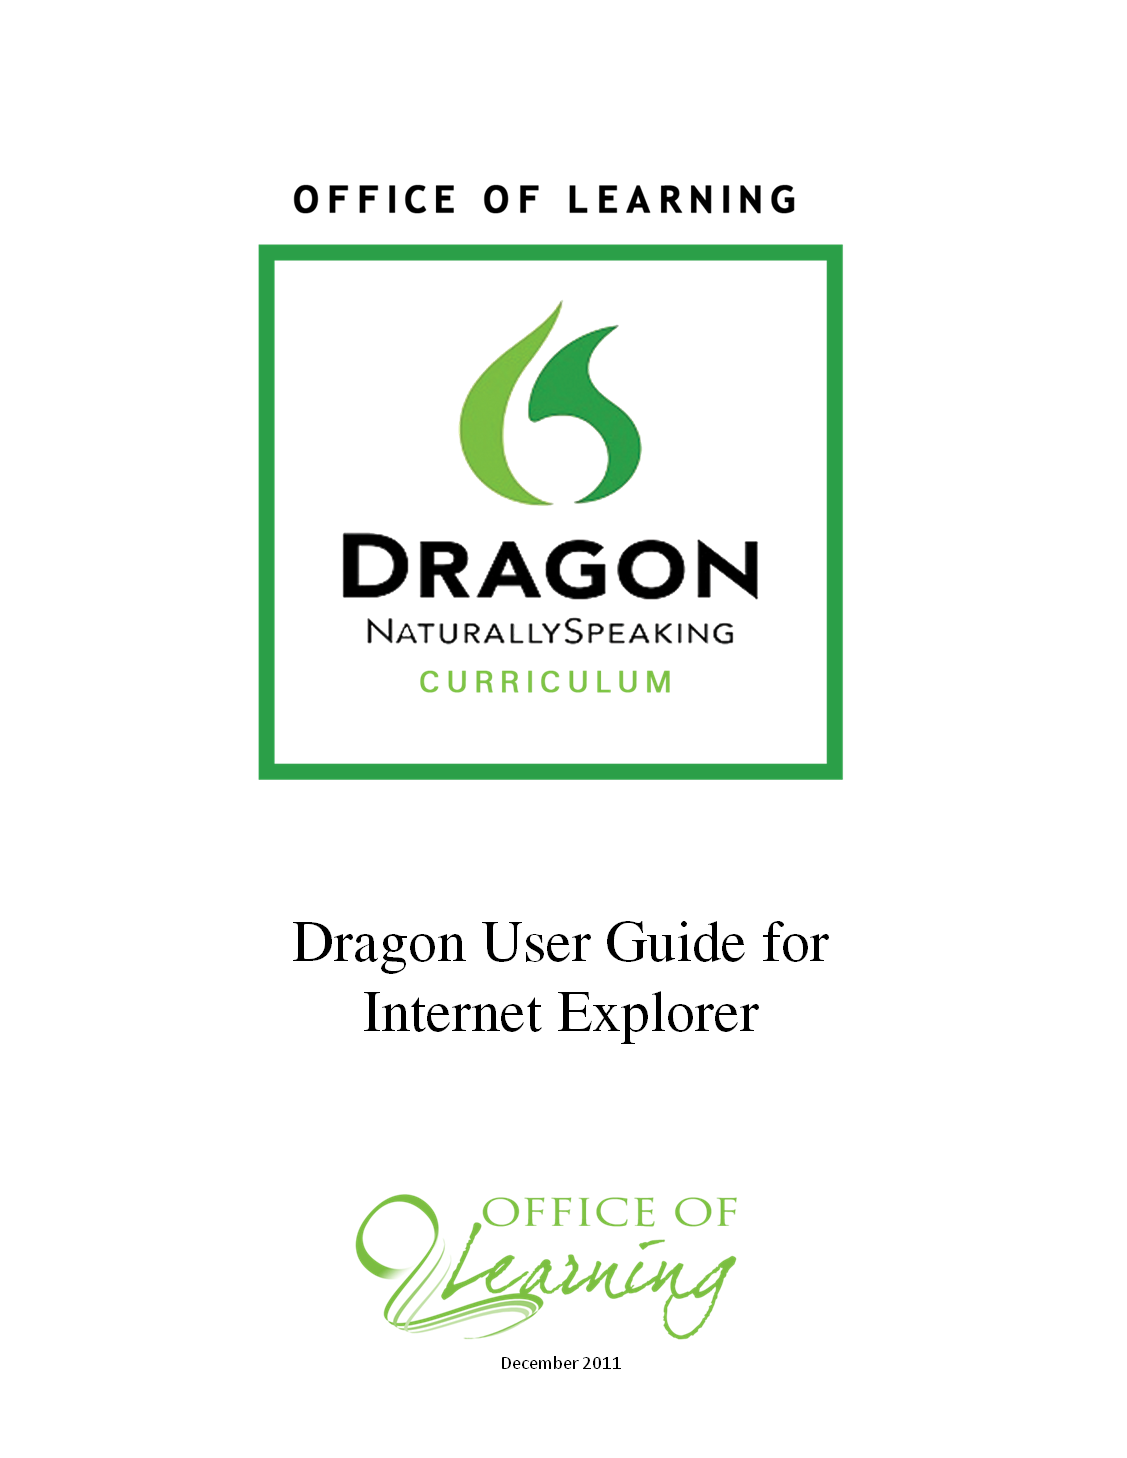 OFFICE OF LEARNING
DRAGON
NATURALLYSPEAKING
CURRICULUM
Dragon User Guide for
Internet Explorer
OFFICE OF
Learning
December 2011